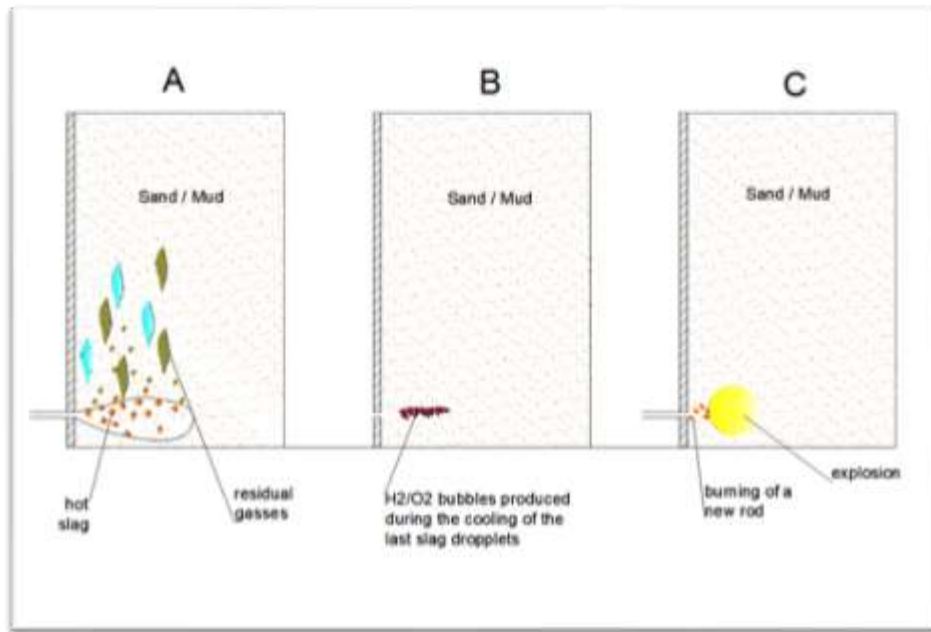 A
B
C
Sand / Mud
Sand / Mud
Sand / Mud
hot
slag
residual
gasses
H2/O2 bubbles produced
during the cooling of the
last slag dropplets
burning of a
new rod
explosion